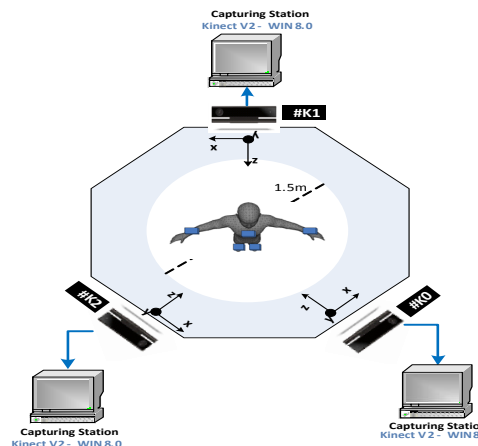 Capturing Station
Kinect V2 - WIN 8.0
#K1
y
x
z
1.5m
#K2
z
y
x
x
z
y
#K0
Capturing Station
Kinect V2 - WIN 8.0
Capturing Station
Kinect V2 - WIN 8